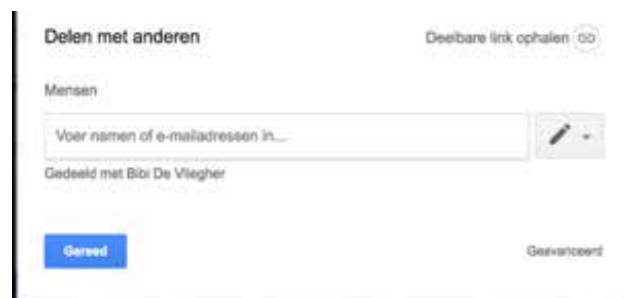 Delen met anderen
Deelbare link ophalen
Mensen
Voer namen of e-mailadressen in...
Gedeeld met Bibi De Vliegher
Gereed
Geavanceerd